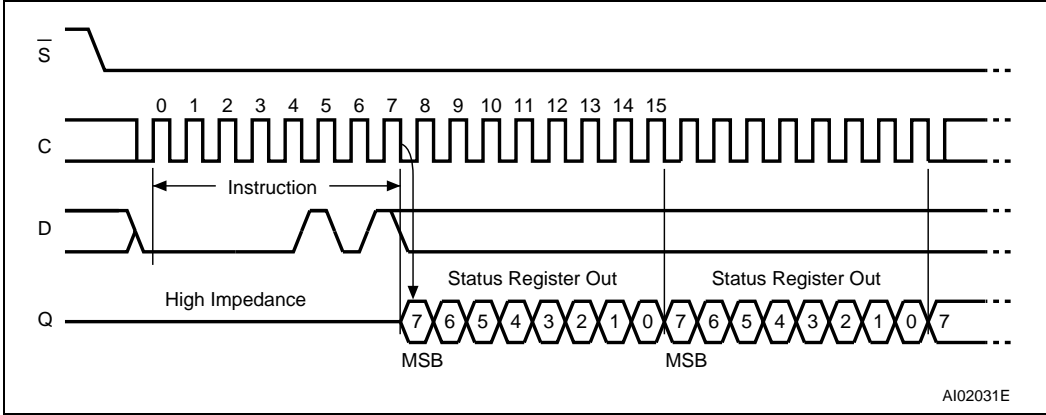 S
0 1 2 3 4 5 6 7 8 9 10 11 12 13 14 15
C
Instruction
D
Status Register Out Status Register Out
High Impedance
Q 7 6 5 4 3 2 1 0 7 6 5 4 3 2 1 0 7
MSB MSB
AI02031E